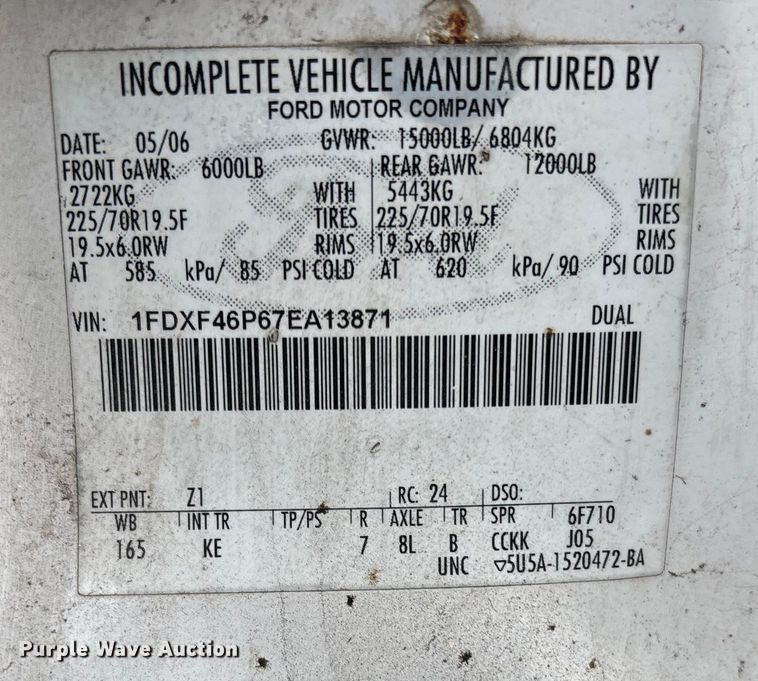 INCOMPLETE VEHICLE MANUFACTURED BY
FORD MOTOR COMPANY
DATE: 05/06 GVWR: 15000LB/ 6804KG
FRONT GAWR: 6000LB REAR GAWR: 12000LB
2722KG WITH 5443KG WITH
225/70R19.5F TIRES 225/70R19.5F TIRES
19.5x6.0RW RIMS 19.5x6.0RW RIMS
AT 585 kPa/ 85 PSI COLD AT 620 kPa/ 90 PSI COLD
VIN: 1FDXF46P67EA13871 DUAL
EXT PNT: Z1 RC: 24 DSO:
WB INT TR TP/PS R AXLE TR SPR 6F710
165 KE 7 8L B CCKK J05
UNC ▽5U5A-1520472-BA
Purple Wave Auction